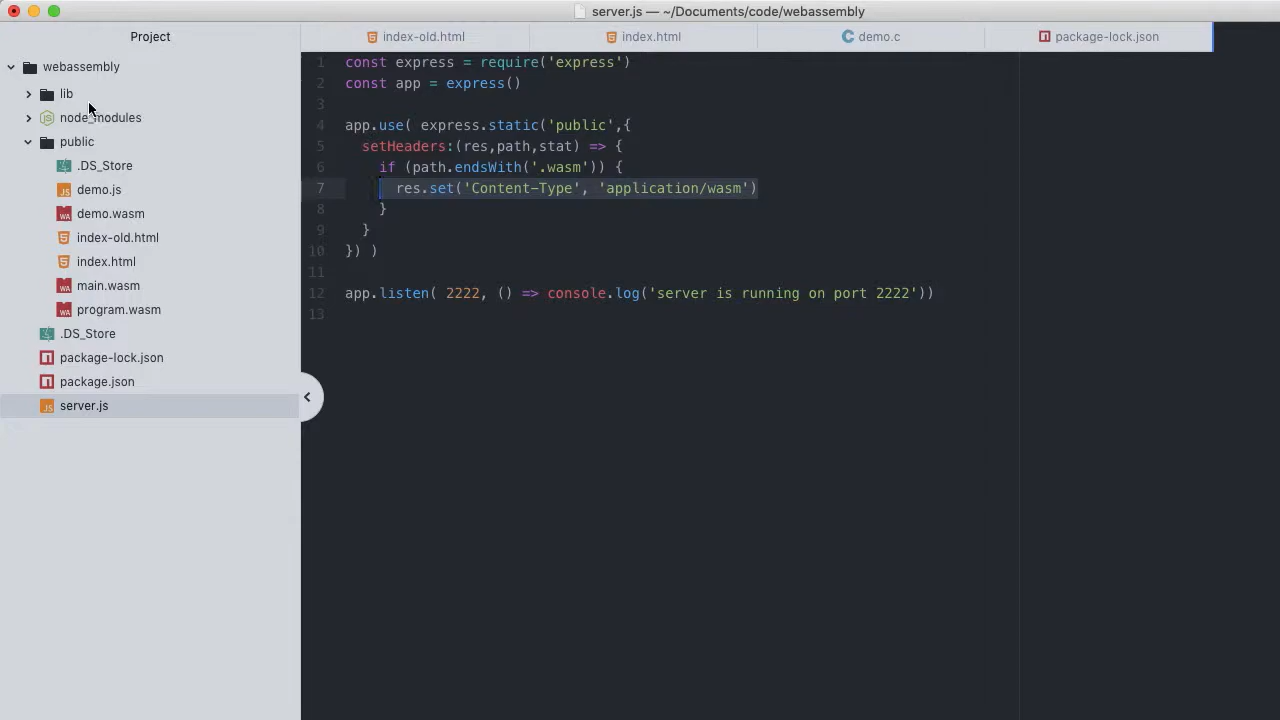 server.js — ~/Documents/code/webassembly
Project
index-old.html
index.html
demo.c
package-lock.json
webassembly
lib
node_modules
public
.DS_Store
demo.js
demo.wasm
index-old.html
index.html
main.wasm
program.wasm
.DS_Store
package-lock.json
package.json
server.js
1 const express = require('express')
2 const app = express()
3
4 app.use( express.static('public',{
5 setHeaders:(res,path,stat) => {
6 if (path.endsWith('.wasm')) {
7 res.set('Content-Type', 'application/wasm')
8 }
9 }
10 }) )
11
12 app.listen( 2222, () => console.log('server is running on port 2222'))
13